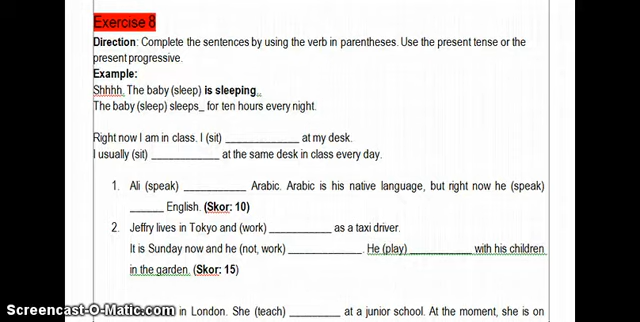 Exercise 8
Direction: Complete the sentences by using the verb in parentheses. Use the present tense or the
present progressive.
Example:
Shhhh. The baby (sleep) is sleeping..
The baby (sleep) sleeps_ for ten hours every night.
Right now I am in class. I (sit) ____________ at my desk.
I usually (sit) ___________ at the same desk in class every day.
1. Ali (speak) __________ Arabic. Arabic is his native language, but right now he (speak)
______ English. (Skor: 10)
2. Jeffry lives in Tokyo and (work) __________ as a taxi driver.
It is Sunday now and he (not, work) ____________. He (play) __________ with his children
in the garden. (Skor: 15)
in London. She (teach) ________ at a junior school. At the moment, she is on
Screencast-O-Matic.com